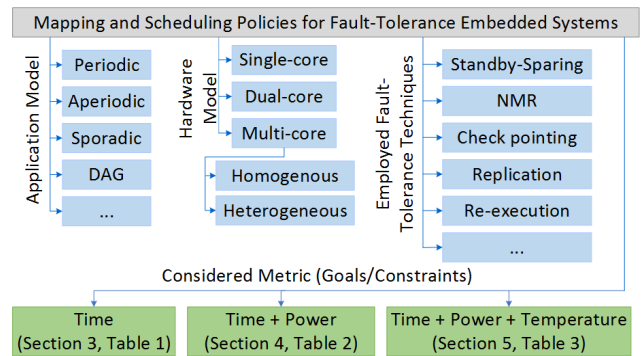 Mapping and Scheduling Policies for Fault-Tolerance Embedded Systems
Application Model
Periodic
Aperiodic
Sporadic
DAG
...
Hardware
Model
Single-core
Dual-core
Multi-core
Homogenous
Heterogeneous
Employed Fault-
Tolerance Techniques
Standby-Sparing
NMR
Check pointing
Replication
Re-execution
...
Considered Metric (Goals/Constraints)
Time
(Section 3, Table 1)
Time + Power
(Section 4, Table 2)
Time + Power + Temperature
(Section 5, Table 3)